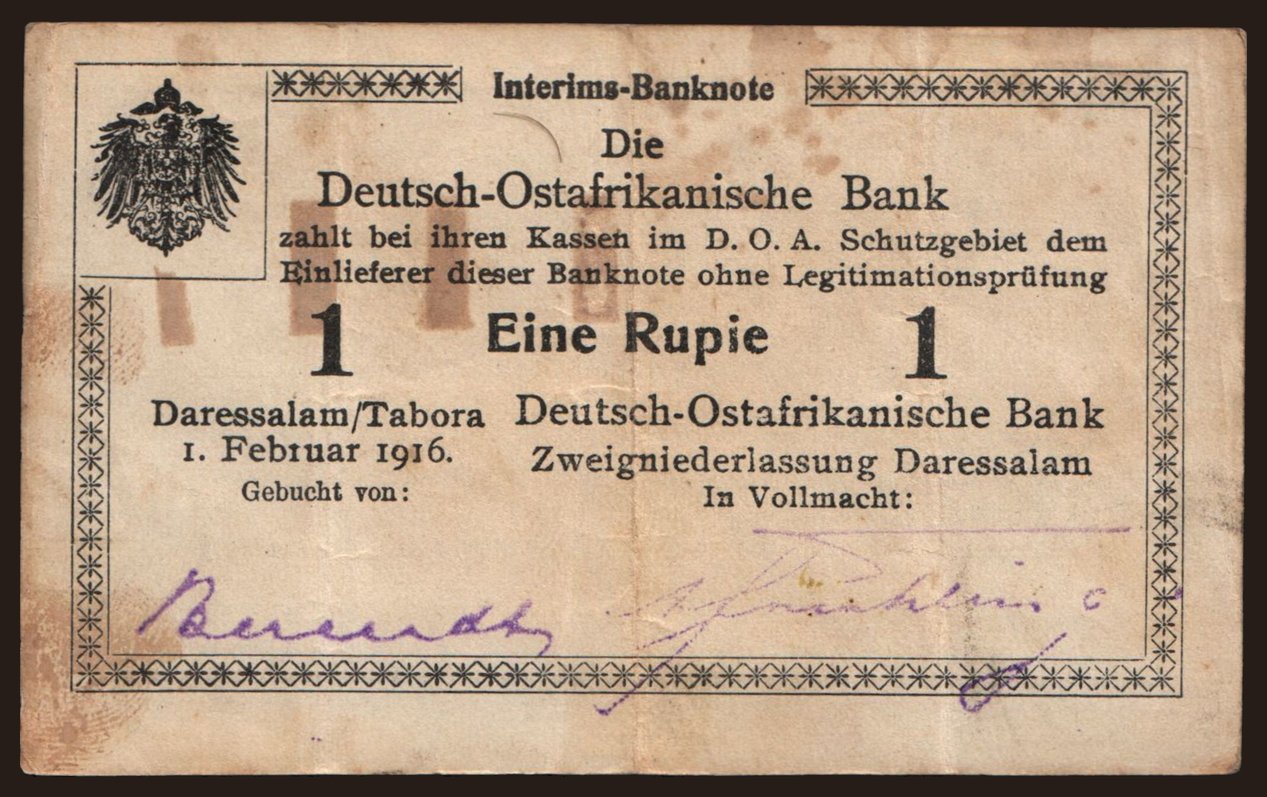 Interims-Banknote
Die
Deutsch-Ostafrikanische Bank
zahlt bei ihren Kassen im D. O. A. Schutzgebiet dem
Einlieferer dieser Banknote ohne Legitimationsprüfung
1 Eine Rupie 1
Daressalam/Tabora
1. Februar 1916.
Gebucht von:
Deutsch-Ostafrikanische Bank
Zweigniederlassung Daressalam
In Vollmacht:
Berendt